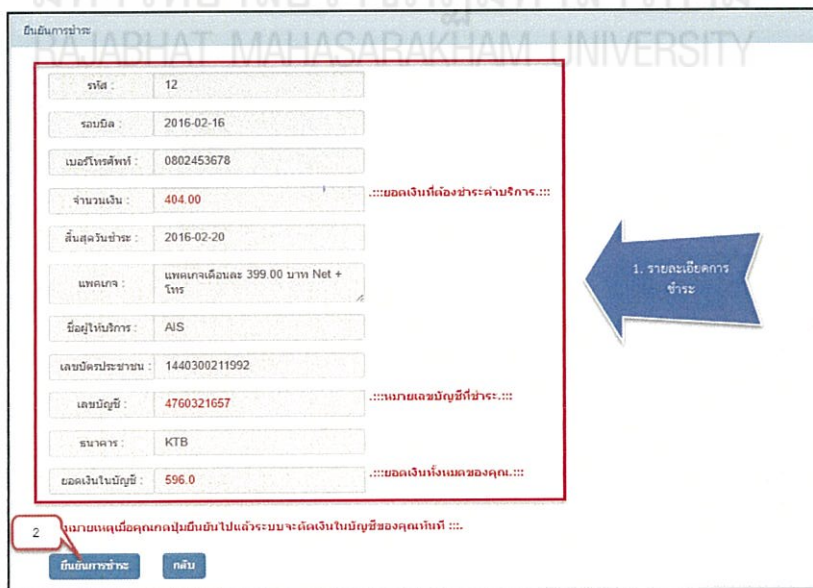 RAJABHAT MAHASARAKHAM UNIVERSITY
ยืนยันการชำระ
รหัส : 12
รอบบิล : 2016-02-16
เบอร์โทรศัพท์ : 0802453678
จำนวนเงิน : 404.00 .:::ยอดเงินที่ต้องชำระค่าบริการ.:::
สิ้นสุดวันชำระ : 2016-02-20
แพคเกจ : แพคเกจเดือนละ 399.00 บาท Net +
โทร
ชื่อผู้ให้บริการ : AIS
เลขบัตรประชาชน : 1440300211992
เลขบัญชี : 4760321657 .:::หมายเลขบัญชีที่ชำระ.:::
ธนาคาร : KTB
ยอดเงินในบัญชี : 596.0 .:::ยอดเงินทั้งหมดของคุณ.:::
1. รายละเอียดการ
ชำระ
หมายเหตุเมื่อคุณกดปุ่มยืนยันไปแล้วระบบจะตัดเงินในบัญชีของคุณทันที :::.
2
ยืนยันการชำระ กลับ